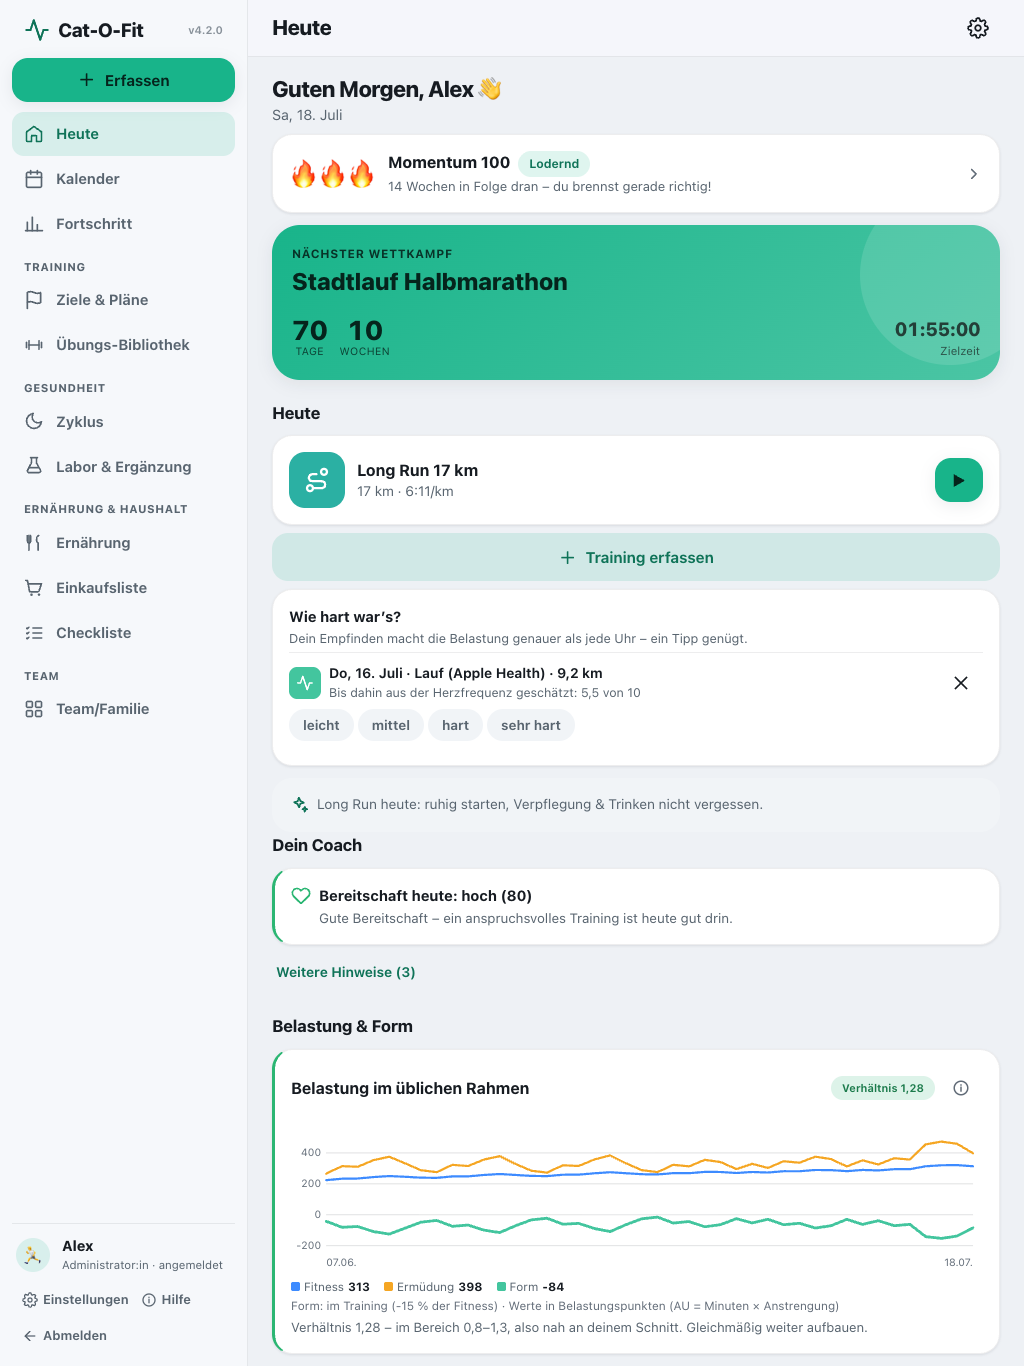 Cat-O-Fit v4.2.0
Erfassen
Heute
Kalender
Fortschritt
TRAINING
Ziele & Pläne
Übungs-Bibliothek
GESUNDHEIT
Zyklus
Labor & Ergänzung
ERNÄHRUNG & HAUSHALT
Ernährung
Einkaufsliste
Checkliste
TEAM
Team/Familie
Alex
Administrator:in · angemeldet
Einstellungen Hilfe
Abmelden
Heute
Guten Morgen, Alex 👋
Sa, 18. Juli
Momentum 100 Lodernd
14 Wochen in Folge dran – du brennst gerade richtig!
NÄCHSTER WETTKAMPF
Stadtlauf Halbmarathon
70 10 01:55:00
TAGE WOCHEN Zielzeit
Heute
Long Run 17 km
17 km · 6:11/km
Training erfassen
Wie hart war’s?
Dein Empfinden macht die Belastung genauer als jede Uhr – ein Tipp genügt.
Do, 16. Juli · Lauf (Apple Health) · 9,2 km
Bis dahin aus der Herzfrequenz geschätzt: 5,5 von 10
leicht mittel hart sehr hart
Long Run heute: ruhig starten, Verpflegung & Trinken nicht vergessen.
Dein Coach
Bereitschaft heute: hoch (80)
Gute Bereitschaft – ein anspruchsvolles Training ist heute gut drin.
Weitere Hinweise (3)
Belastung & Form
Belastung im üblichen Rahmen Verhältnis 1,28
400
200
0
-200
07.06. 18.07.
Fitness 313 Ermüdung 398 Form -84
Form: im Training (-15 % der Fitness) · Werte in Belastungspunkten (AU = Minuten × Anstrengung)
Verhältnis 1,28 – im Bereich 0,8–1,3, also nah an deinem Schnitt. Gleichmäßig weiter aufbauen.